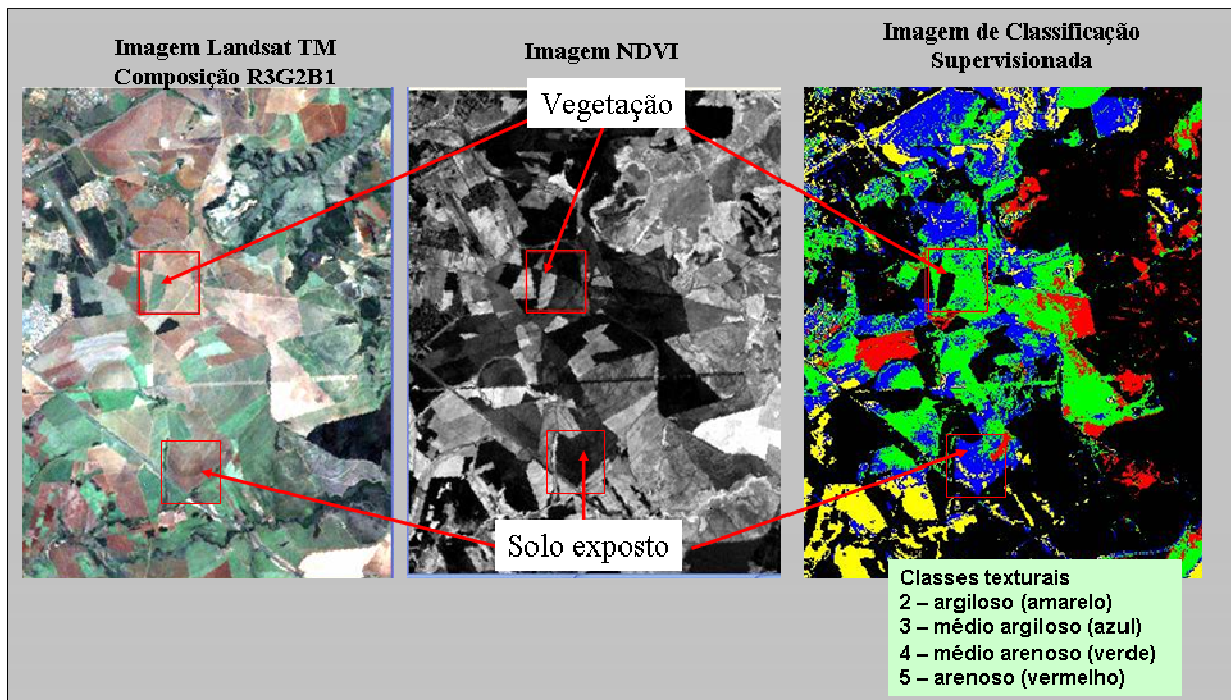 Imagem Landsat TM
Composição R3G2B1
Imagem NDVI
Imagem de Classificação
Supervisionada
Vegetação
Solo exposto
Classes texturais
2 – argiloso (amarelo)
3 – médio argiloso (azul)
4 – médio arenoso (verde)
5 – arenoso (vermelho)